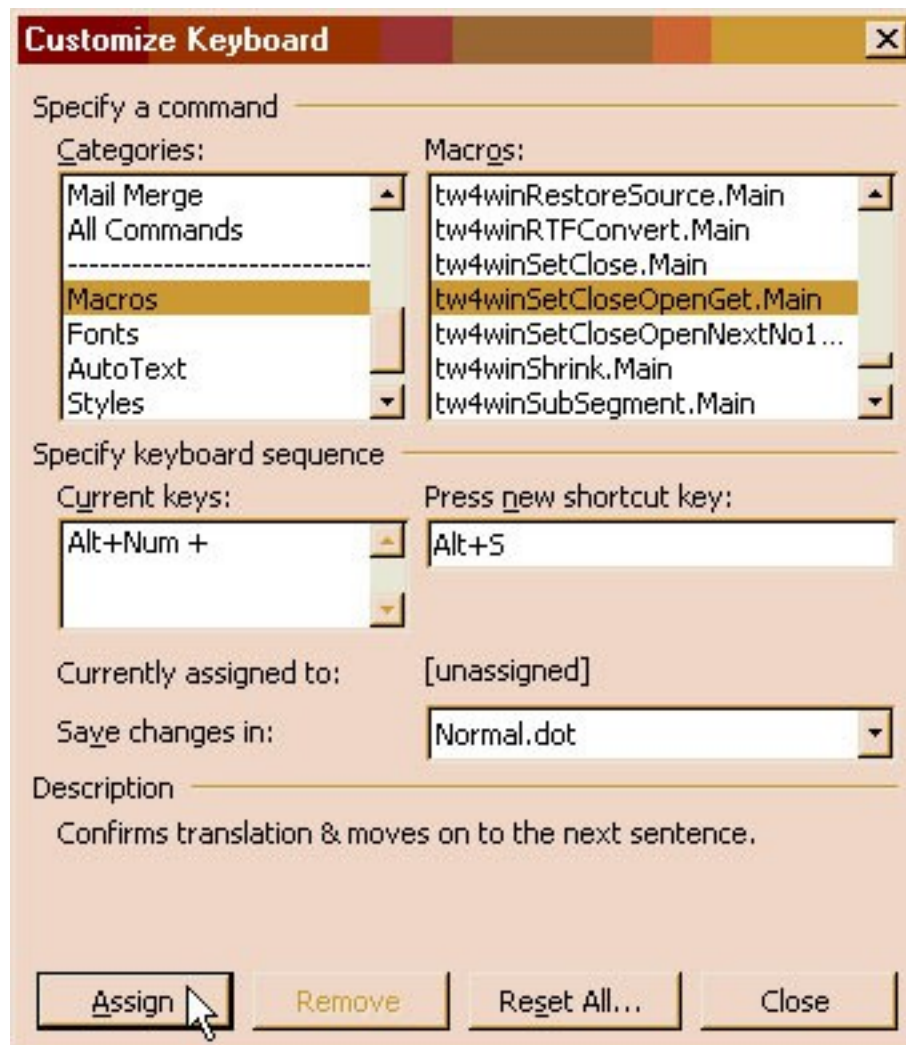 Customize Keyboard
Specify a command
Categories:
Macros:
Mail Merge
All Commands
Macros
Fonts
AutoText
Styles
tw4winRestoreSource.Main
tw4winRTFConvert.Main
tw4winSetClose.Main
tw4winSetCloseOpenGet.Main
tw4winSetCloseOpenNextNo1...
tw4winShrink.Main
tw4winSubSegment.Main
Specify keyboard sequence
Current keys:
Press new shortcut key:
Alt+Num +
Alt+S
Currently assigned to:
[unassigned]
Save changes in:
Normal.dot
Description
Confirms translation & moves on to the next sentence.
Assign
Remove
Reset All...
Close